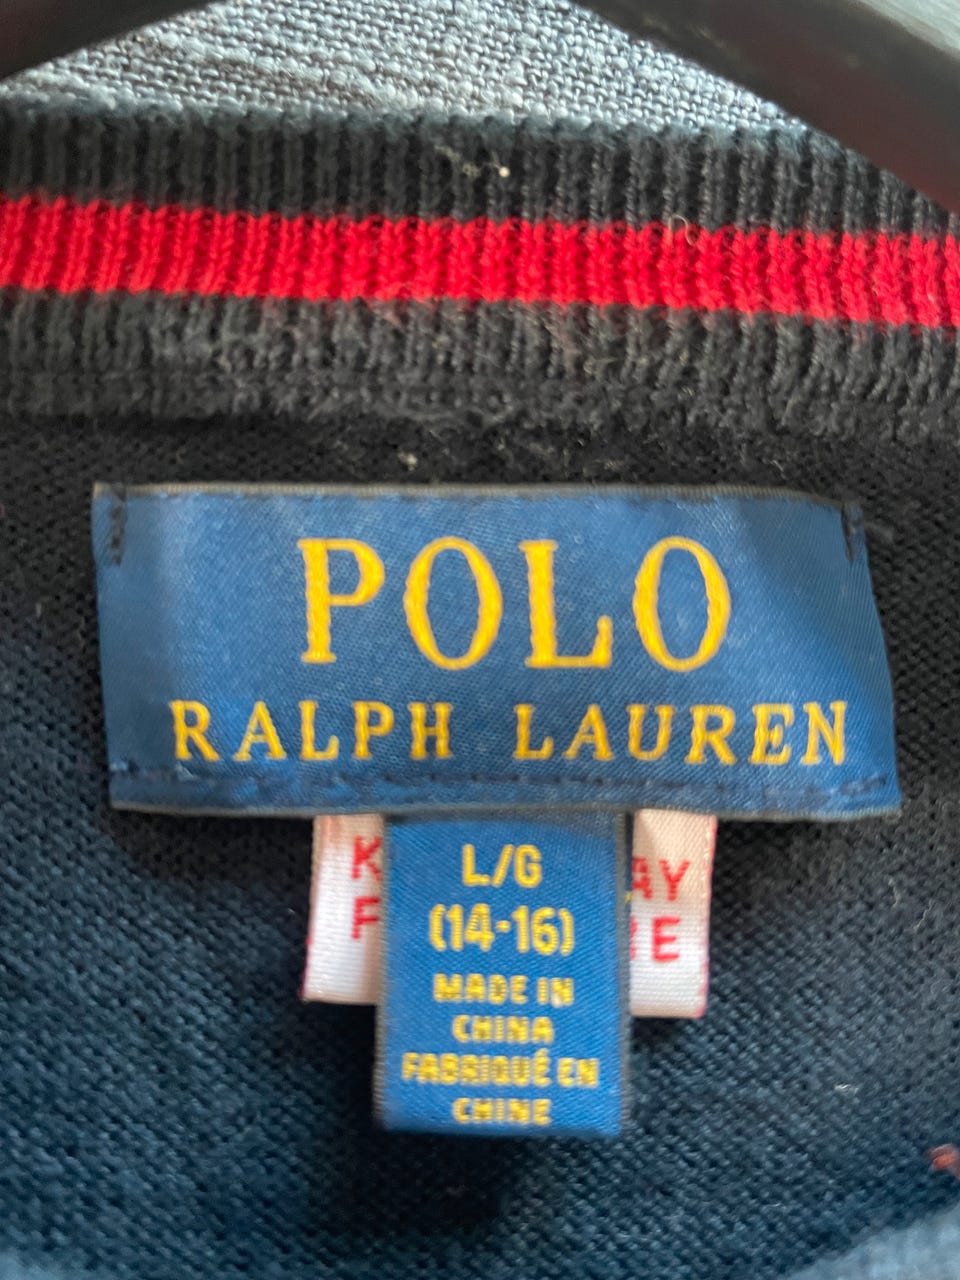 POLO
RALPH LAUREN
L/G
(14-16)
MADE IN
CHINA
FABRIQUÉ EN
CHINE